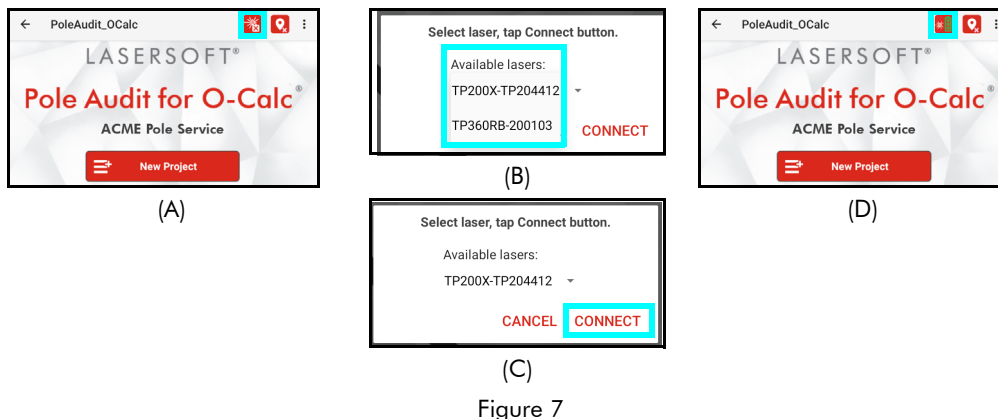 PoleAudit_OCalc
LASERSOFT®
Pole Audit for O-Calc®
ACME Pole Service
New Project
(A)
Select laser, tap Connect button.
Available lasers:
TP200X-TP204412
TP360RB-200103
CONNECT
(B)
Select laser, tap Connect button.
Available lasers:
TP200X-TP204412
CANCEL CONNECT
(C)
PoleAudit_OCalc
LASERSOFT®
Pole Audit for O-Calc®
ACME Pole Service
New Project
(D)
Figure 7